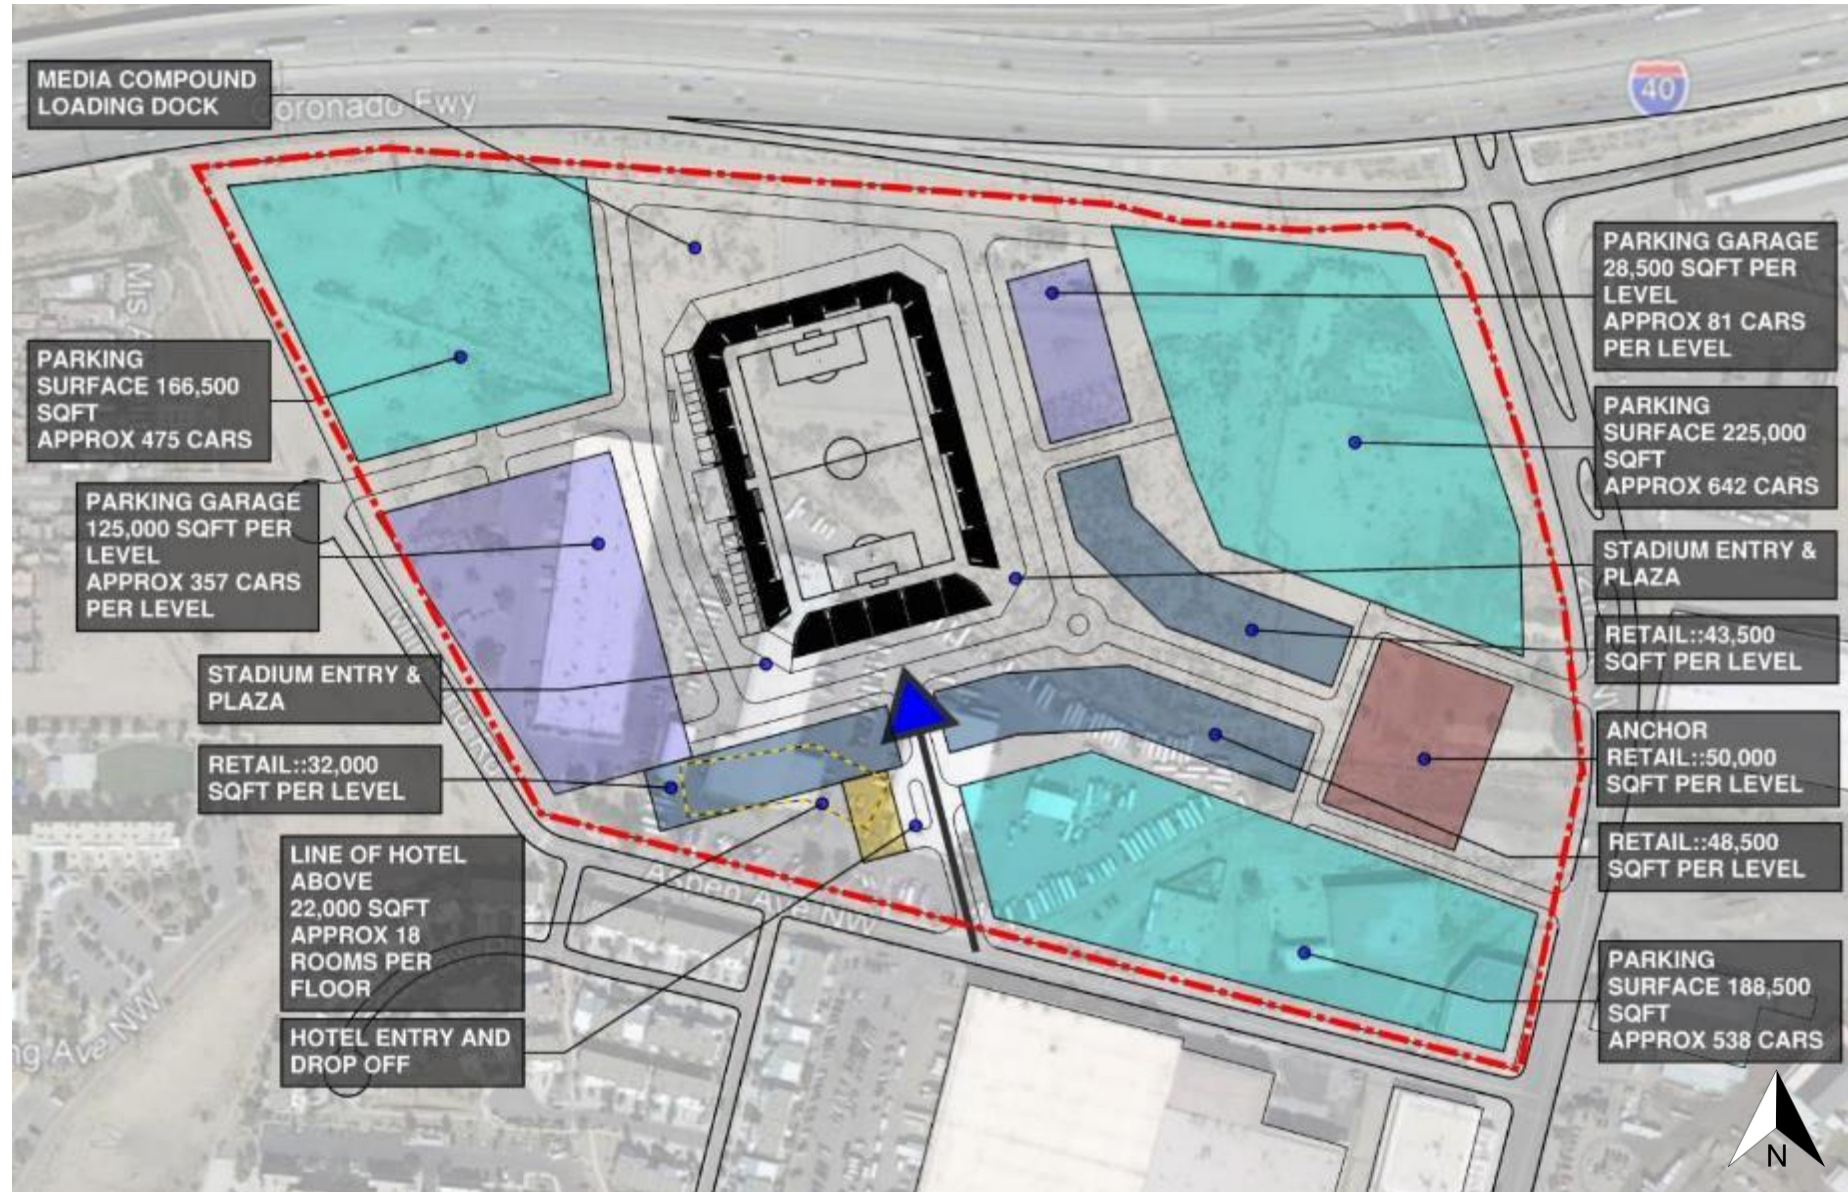 MEDIA COMPOUND
LOADING DOCK
oronado Fwy
40
PARKING
SURFACE 166,500
SQFT
APPROX 475 CARS
PARKING GARAGE
125,000 SQFT PER
LEVEL
APPROX 357 CARS
PER LEVEL
STADIUM ENTRY &
PLAZA
RETAIL::32,000
SQFT PER LEVEL
LINE OF HOTEL
ABOVE
22,000 SQFT
APPROX 18
ROOMS PER
FLOOR
HOTEL ENTRY AND
DROP OFF
PARKING GARAGE
28,500 SQFT PER
LEVEL
APPROX 81 CARS
PER LEVEL
PARKING
SURFACE 225,000
SQFT
APPROX 642 CARS
STADIUM ENTRY &
PLAZA
RETAIL::43,500
SQFT PER LEVEL
ANCHOR
RETAIL::50,000
SQFT PER LEVEL
RETAIL::48,500
SQFT PER LEVEL
PARKING
SURFACE 188,500
SQFT
APPROX 538 CARS
Aspen Ave NW
ng Ave NW
N